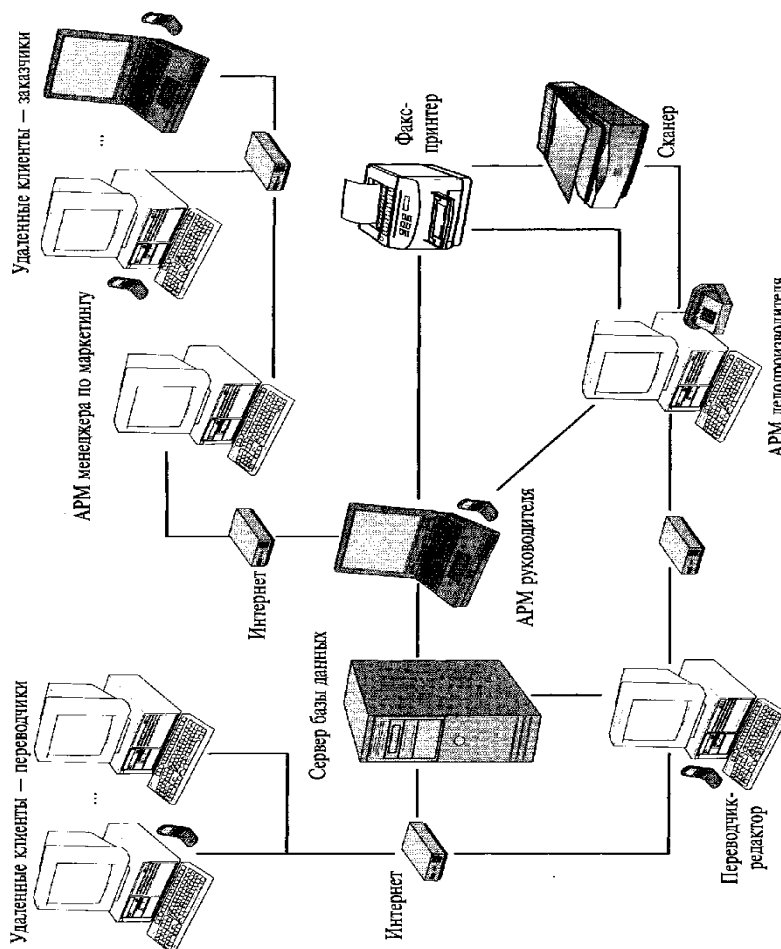 Удаленные клиенты – переводчики
...
Удаленные клиенты – заказчики
...
АРМ менеджера по маркетингу
Интернет
Сервер базы данных
АРМ руководителя
Факс-
принтер
Сканер
Интернет
Переводчик-
редактор
АРМ делопроизводителя